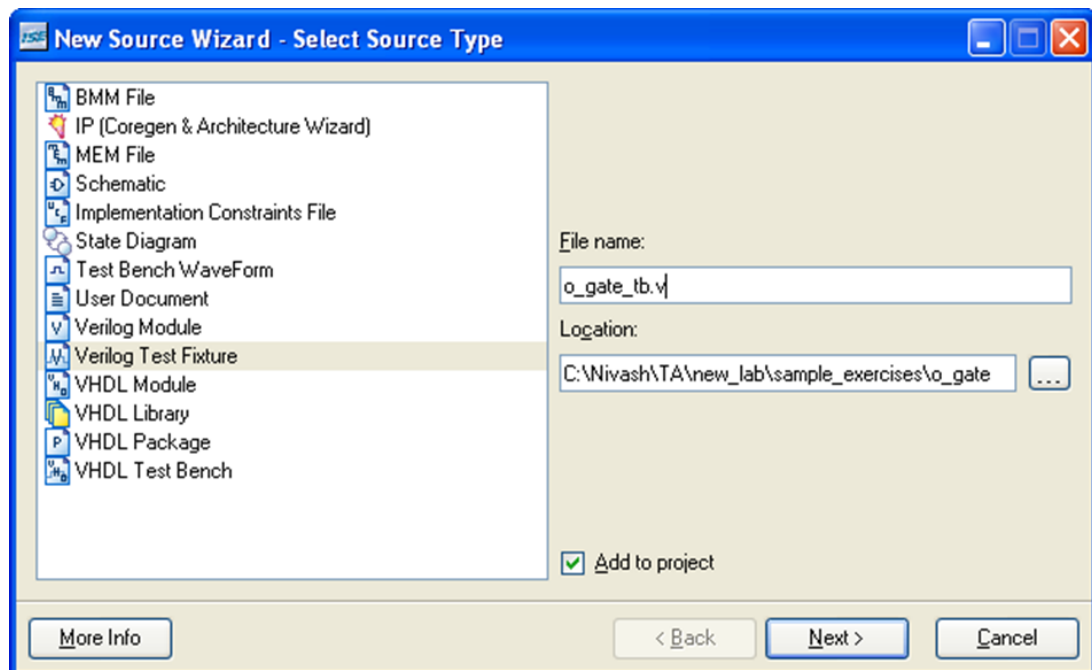 ISE New Source Wizard - Select Source Type
BMM File
IP (Coregen & Architecture Wizard)
MEM File
Schematic
Implementation Constraints File
State Diagram
Test Bench WaveForm
User Document
Verilog Module
Verilog Test Fixture
VHDL Module
VHDL Library
VHDL Package
VHDL Test Bench
File name:
o_gate_tb.v
Location:
C:\Nivash\TA\new_lab\sample_exercises\o_gate
...
Add to project
More Info
< Back
Next >
Cancel